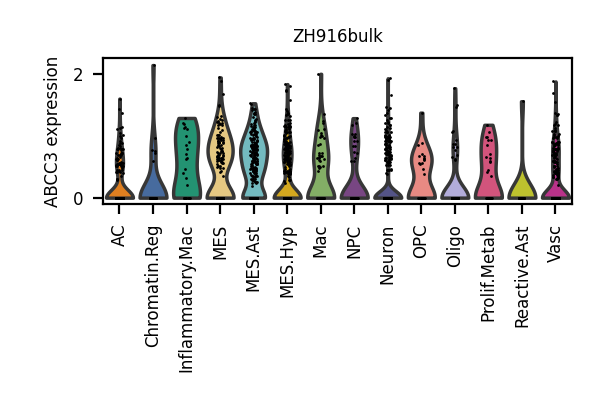 ZH916bulk
ABCC3 expression
2
0
AC
Chromatin.Reg
Inflammatory.Mac
MES
MES.Ast
MES.Hyp
Mac
NPC
Neuron
OPC
Oligo
Prolif.Metab
Reactive.Ast
Vasc